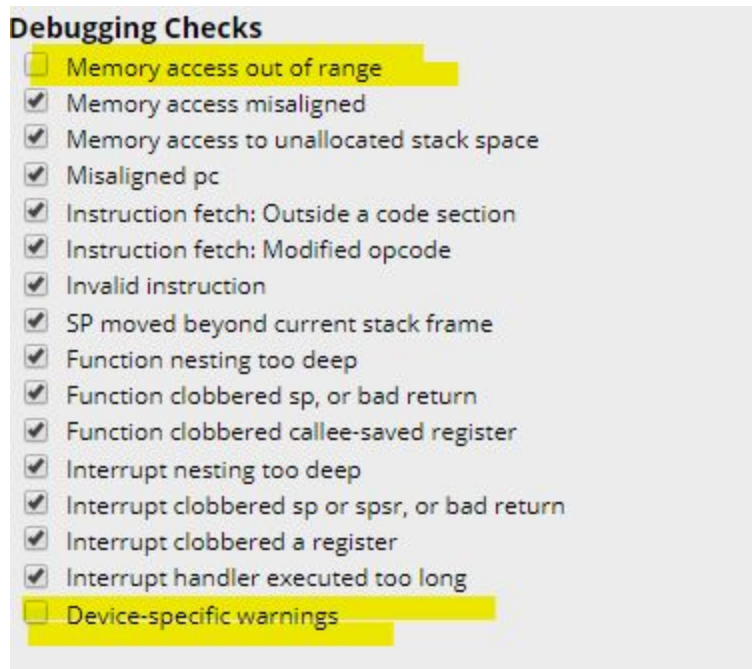 Debugging Checks
Memory access out of range
Memory access misaligned
Memory access to unallocated stack space
Misaligned pc
Instruction fetch: Outside a code section
Instruction fetch: Modified opcode
Invalid instruction
SP moved beyond current stack frame
Function nesting too deep
Function clobbered sp, or bad return
Function clobbered callee-saved register
Interrupt nesting too deep
Interrupt clobbered sp or spsr, or bad return
Interrupt clobbered a register
Interrupt handler executed too long
Device-specific warnings